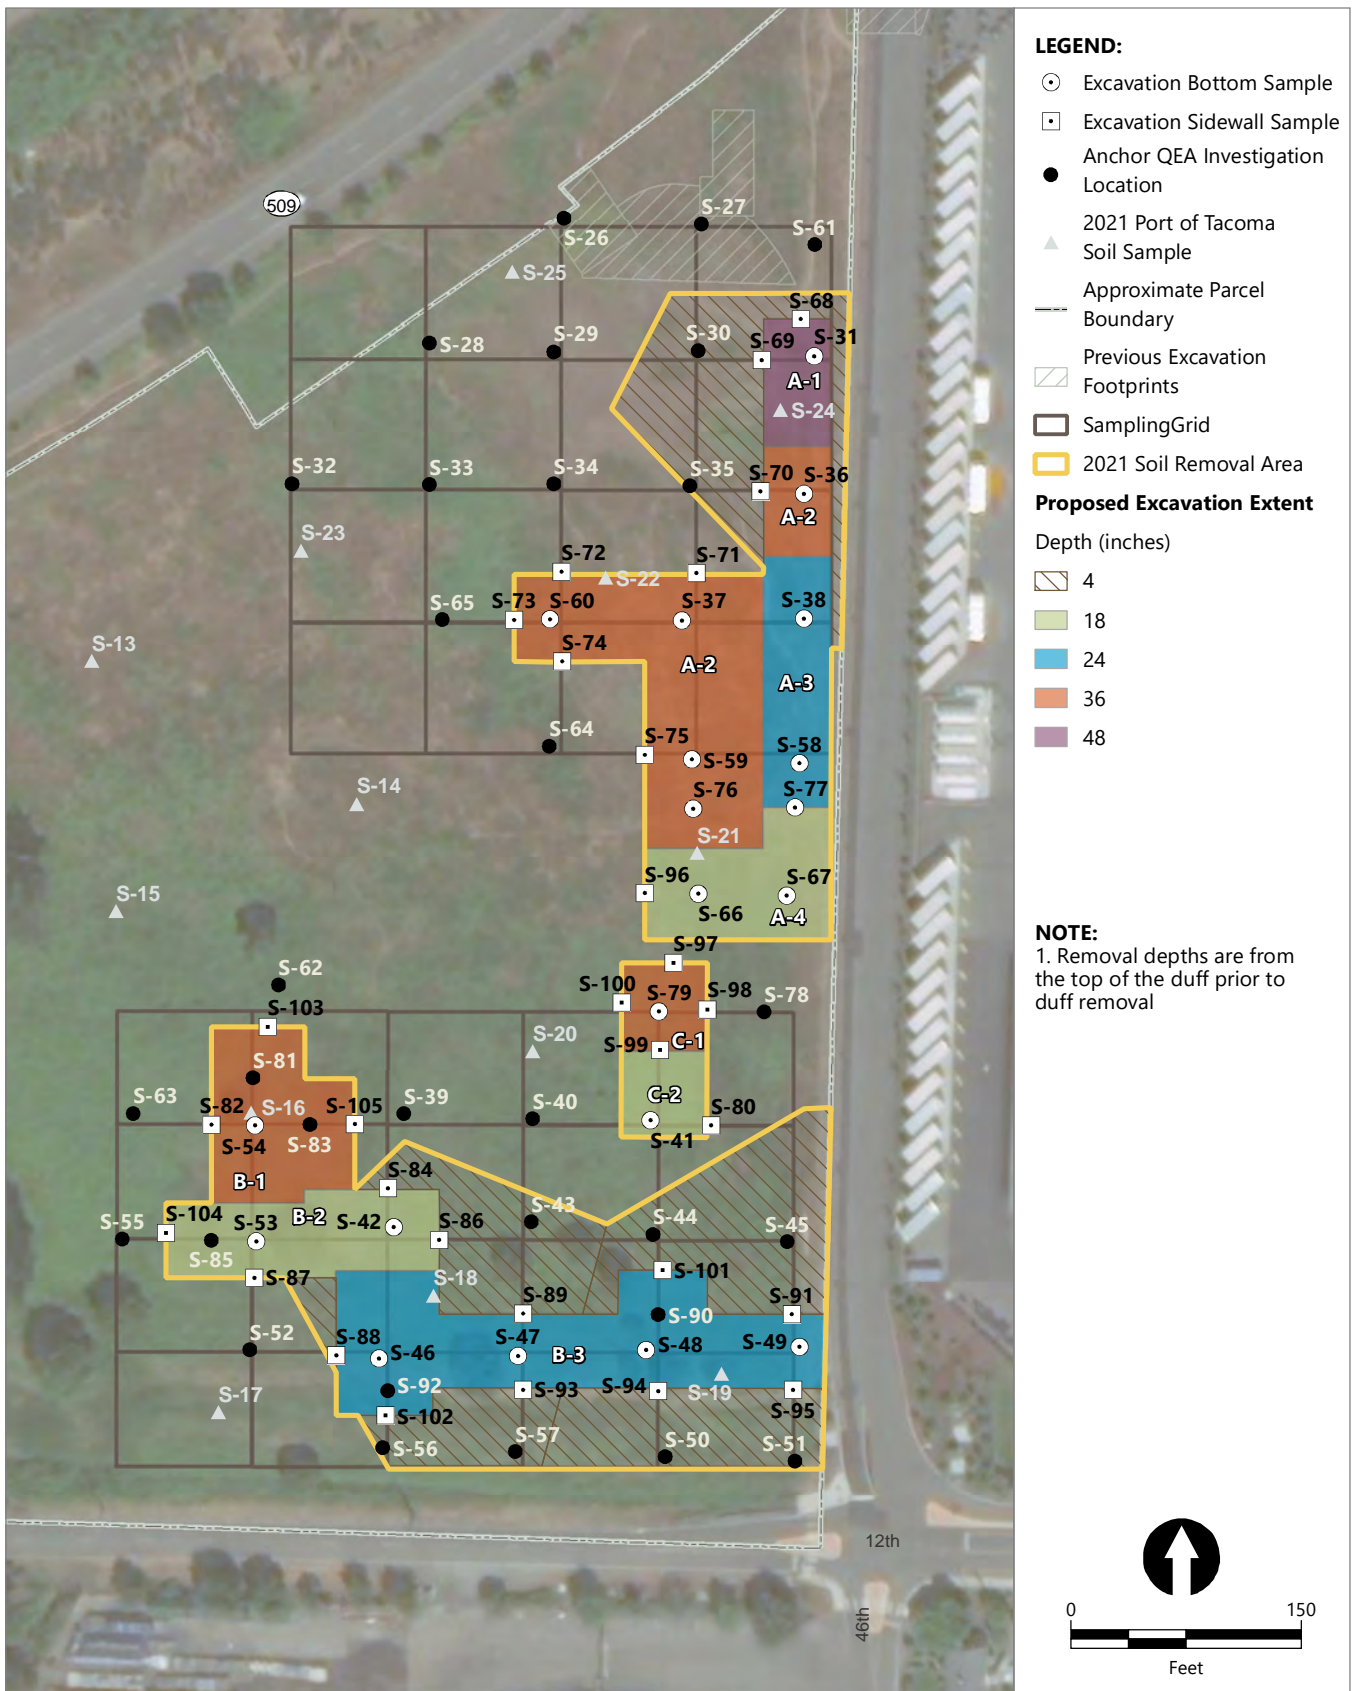 LEGEND:
Excavation Bottom Sample
Excavation Sidewall Sample
Anchor QEA Investigation
Location
2021 Port of Tacoma
Soil Sample
Approximate Parcel
Boundary
Previous Excavation
Footprints
SamplingGrid
2021 Soil Removal Area
Proposed Excavation Extent
Depth (inches)
4
18
24
36
48
NOTE:
1. Removal depths are from
the top of the duff prior to
duff removal
0 150
Feet
509
S-27
S-61
S-26
S-25
S-68
S-28
S-29
S-30
S-69
S-31
A-1
S-24
S-32
S-33
S-34
S-35
S-70
S-36
A-2
S-23
S-72
S-71
S-22
S-65
S-73
S-60
S-37
S-38
S-13
S-74
A-2
A-3
S-64
S-75
S-59
S-58
S-14
S-76
S-77
S-21
S-15
S-96
S-66
S-67
A-4
S-97
S-62
S-100
S-79
S-98
S-78
S-103
S-20
S-99
C-1
S-81
C-2
S-63
S-82
S-16
S-105
S-39
S-40
S-80
S-54
S-83
S-41
B-1
S-84
S-104
B-2
S-43
S-55
S-53
S-42
S-86
S-44
S-45
S-85
S-87
S-18
S-101
S-89
S-91
S-90
S-52
S-88
S-46
S-47
B-3
S-48
S-49
S-17
S-92
S-93
S-94
S-19
S-95
S-102
S-56
S-57
S-50
S-51
12th
46th